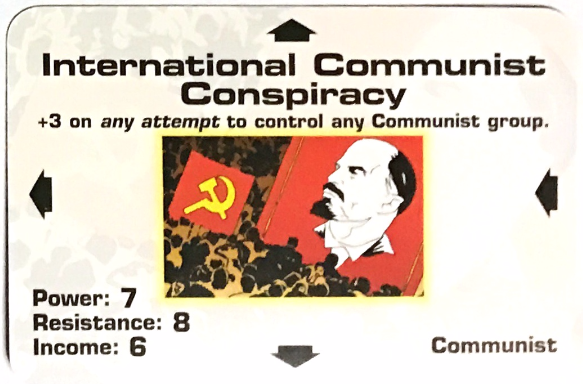 International Communist
Conspiracy
+3 on any attempt to control any Communist group.
Power: 7
Resistance: 8
Income: 6
Communist